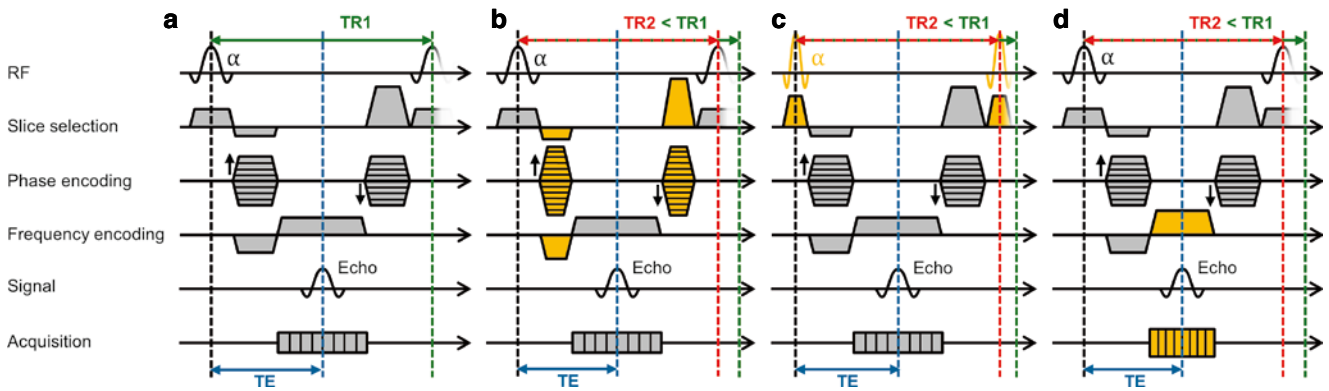 a b c d
TR1 TR2 < TR1 TR2 < TR1 TR2 < TR1
RF α α α α
Slice selection
Phase encoding
Frequency encoding
Echo Echo Echo Echo
Signal
Acquisition
TE TE TE TE